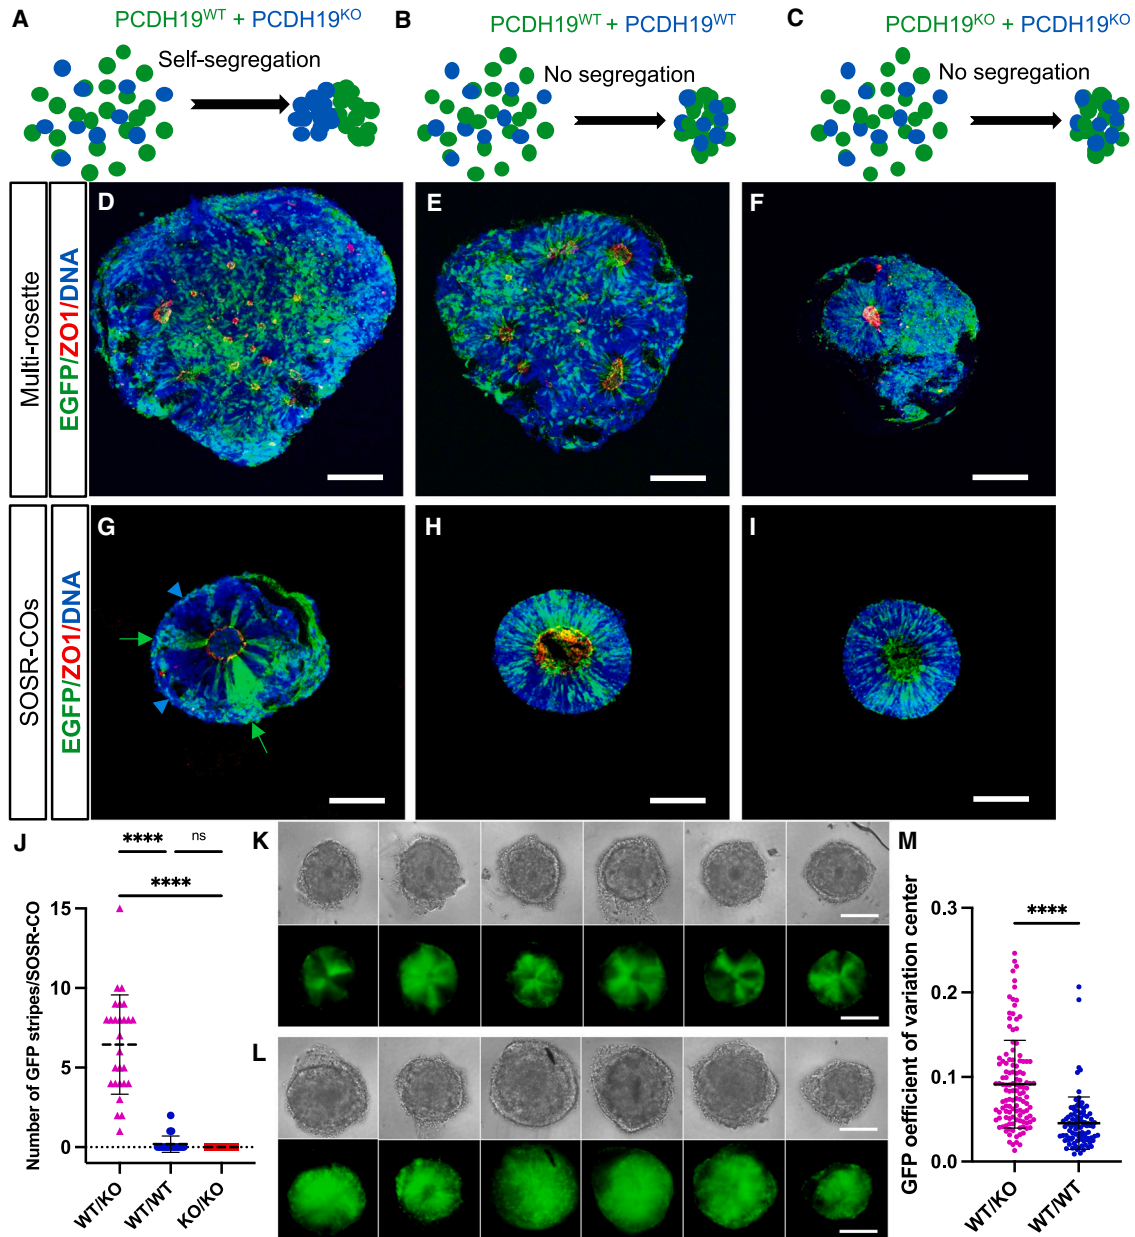 A
PCDH19WT + PCDH19KO
Self-segregation
B
PCDH19WT + PCDH19WT
No segregation
C
PCDH19KO + PCDH19KO
No segregation
Multi-rosette
EGFP/ZO1/DNA
D
E
F
SOSR-COs
EGFP/ZO1/DNA
G
H
I
J
****
ns
****
Number of GFP stripes/SOSR-CO
15
10
5
0
WT/KO
WT/WT
KO/KO
K
L
M
****
GFP oefficient of variation center
0.3
0.2
0.1
0.0
WT/KO
WT/WT